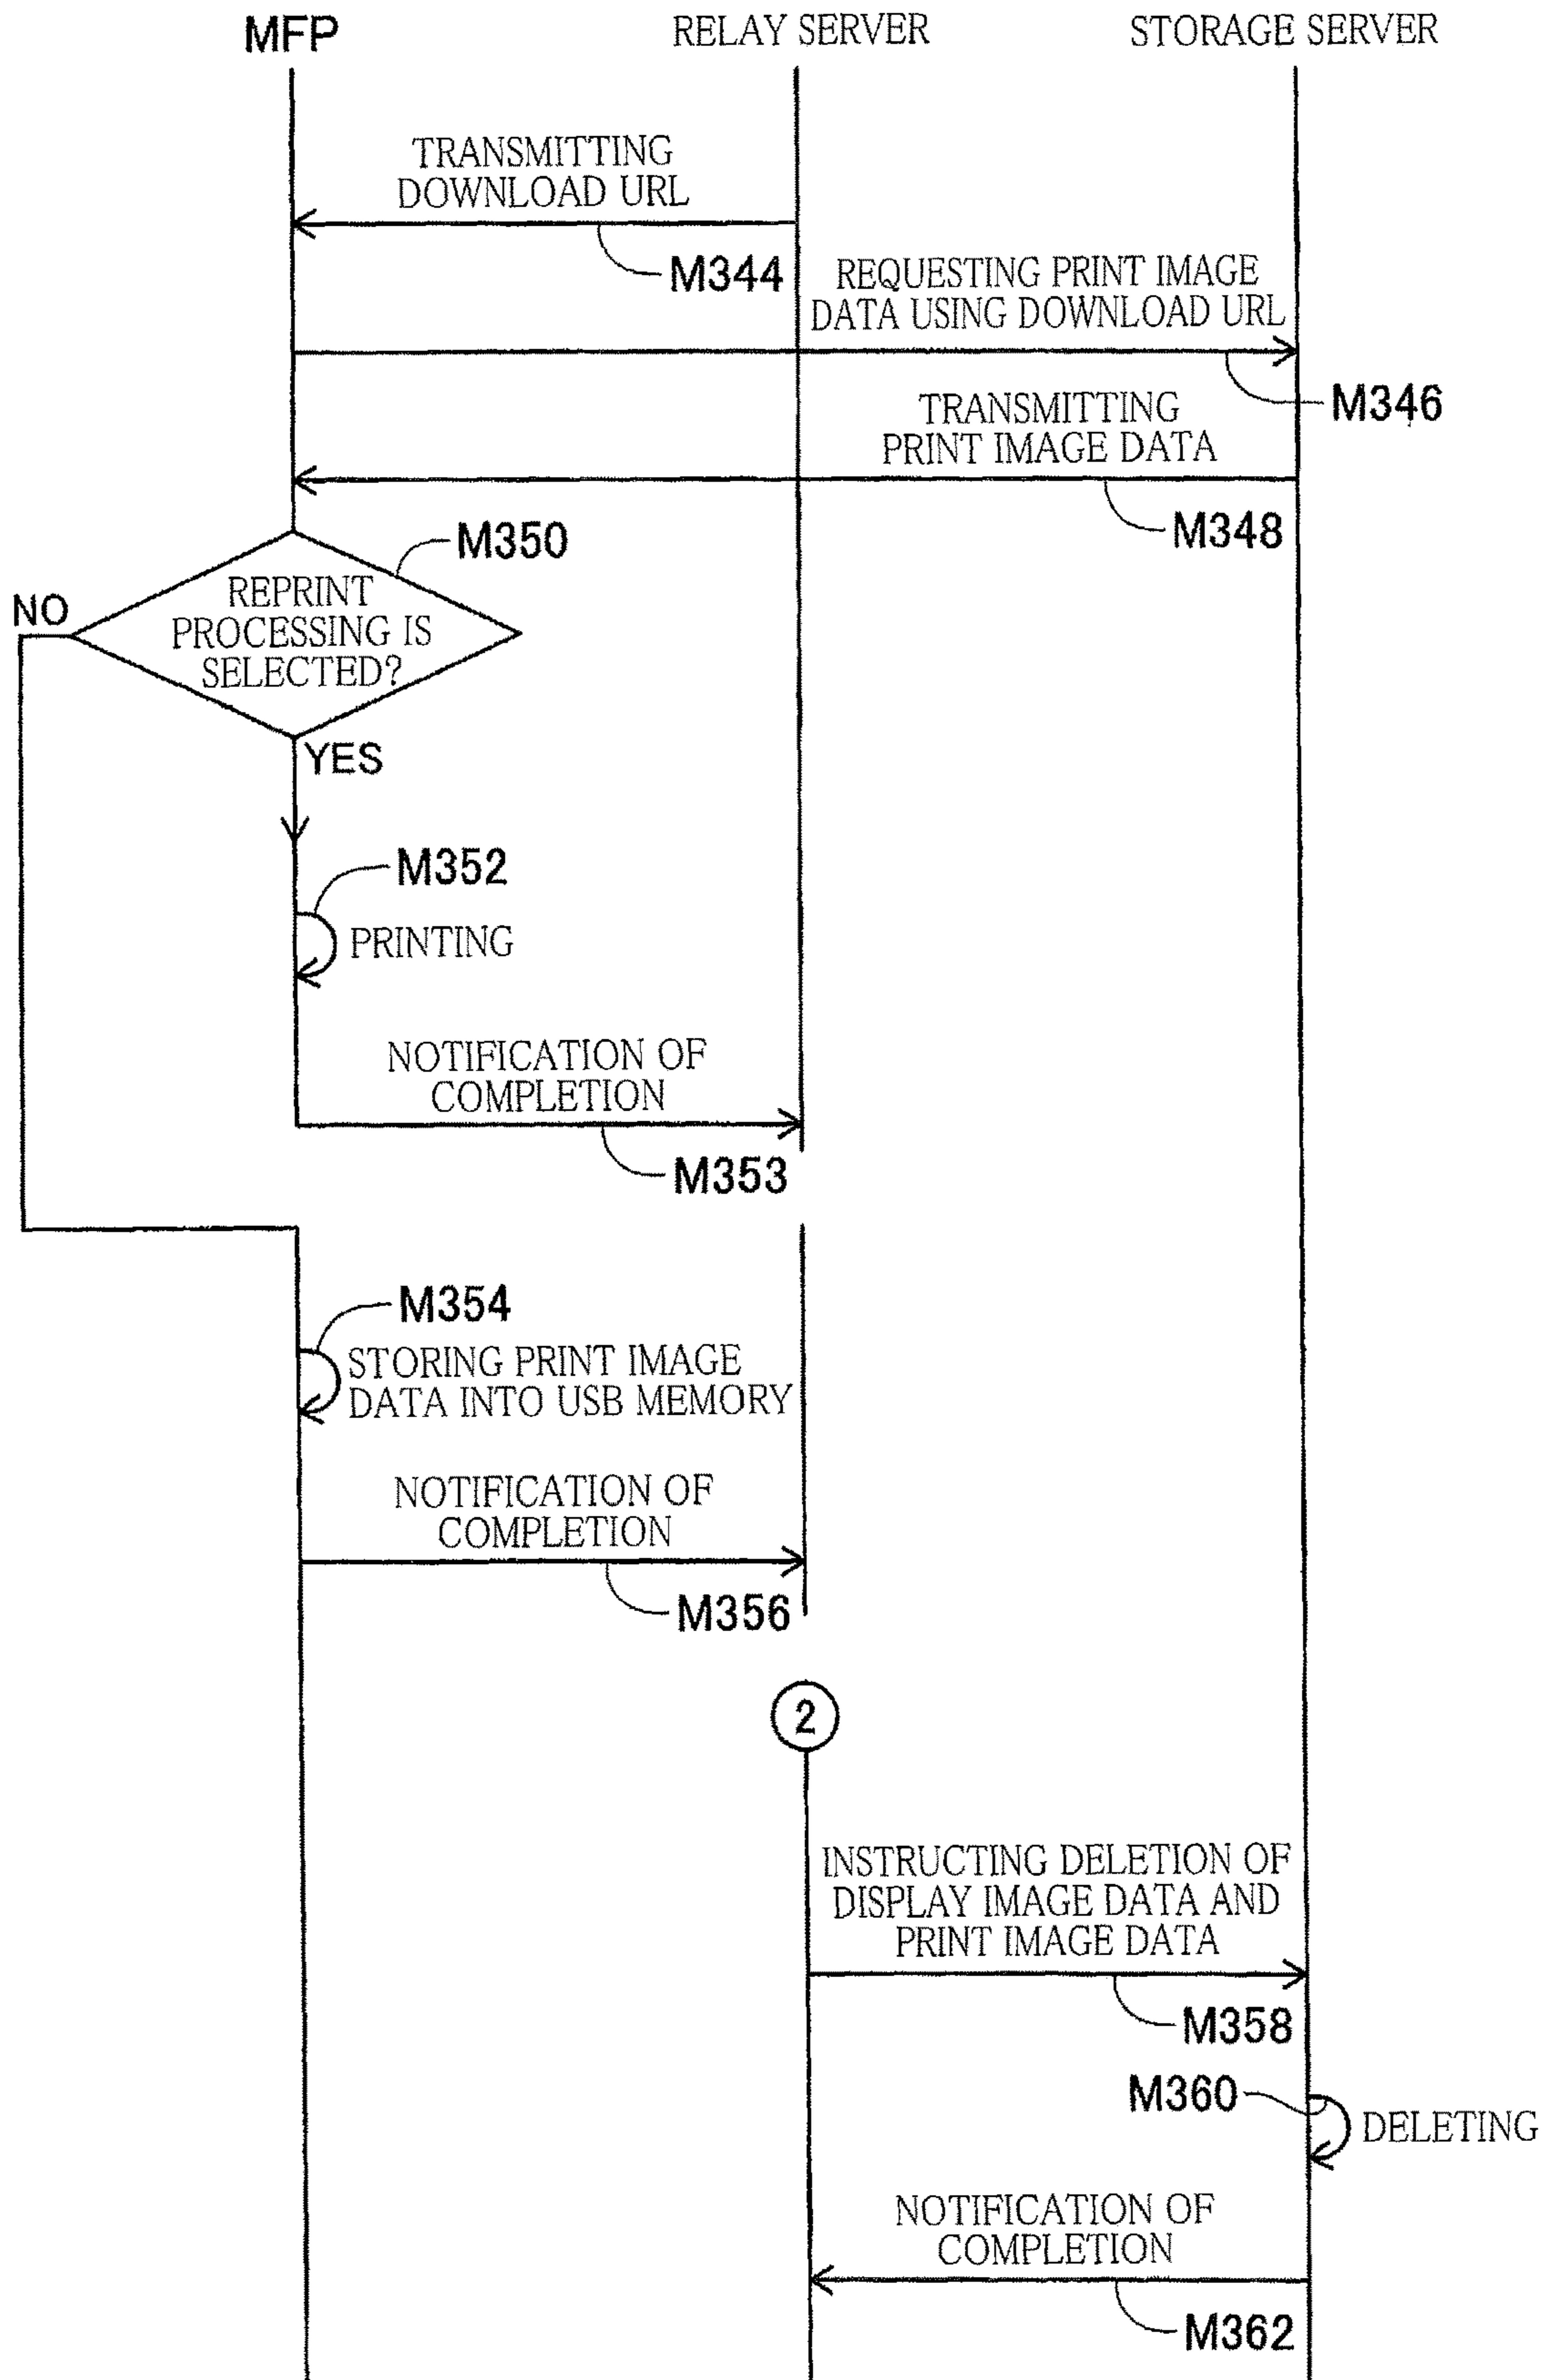 MFP
RELAY SERVER
STORAGE SERVER
TRANSMITTING
DOWNLOAD URL
M344
REQUESTING PRINT IMAGE
DATA USING DOWNLOAD URL
M346
TRANSMITTING
PRINT IMAGE DATA
M348
M350
NO
REPRINT
PROCESSING IS
SELECTED?
YES
M352
PRINTING
NOTIFICATION OF
COMPLETION
M353
M354
STORING PRINT IMAGE
DATA INTO USB MEMORY
NOTIFICATION OF
COMPLETION
M356
2
INSTRUCTING DELETION OF
DISPLAY IMAGE DATA AND
PRINT IMAGE DATA
M358
M360
DELETING
NOTIFICATION OF
COMPLETION
M362